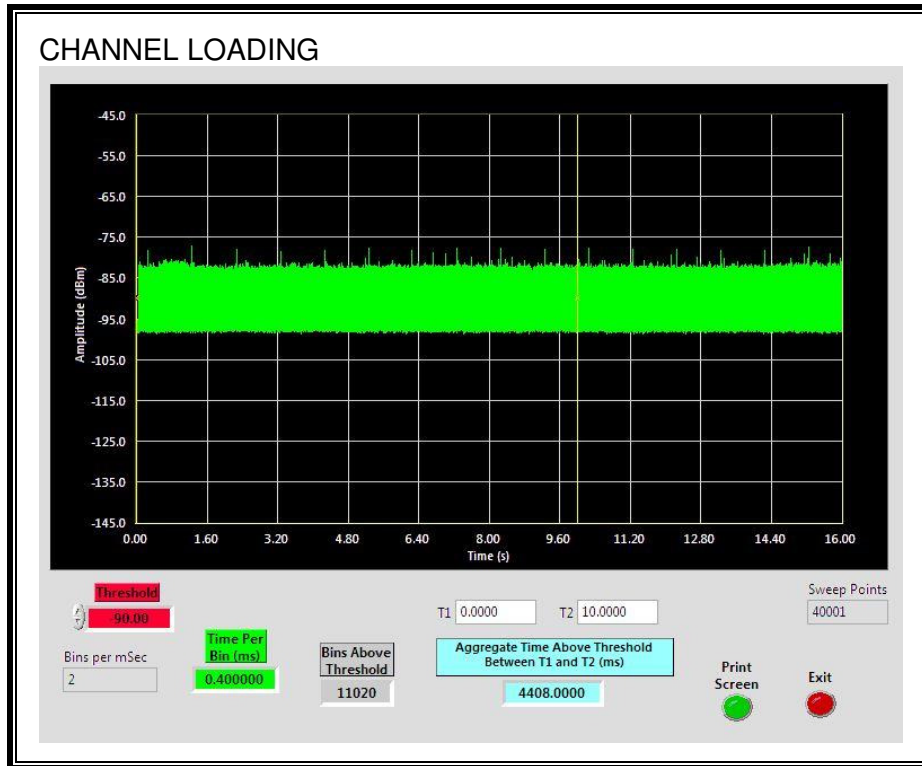 CHANNEL LOADING
Amplitude (dBm)
-45.0
-55.0
-65.0
-75.0
-85.0
-95.0
-105.0
-115.0
-125.0
-135.0
-145.0
0.00 1.60 3.20 4.80 6.40 8.00 9.60 11.20 12.80 14.40 16.00
Time (s)
Threshold
-90.00
Bins per mSec
2
Time Per
Bin (ms)
0.400000
Bins Above
Threshold
11020
T1 0.0000 T2 10.0000
Aggregate Time Above Threshold
Between T1 and T2 (ms)
4408.0000
Sweep Points
40001
Print
Screen
Exit